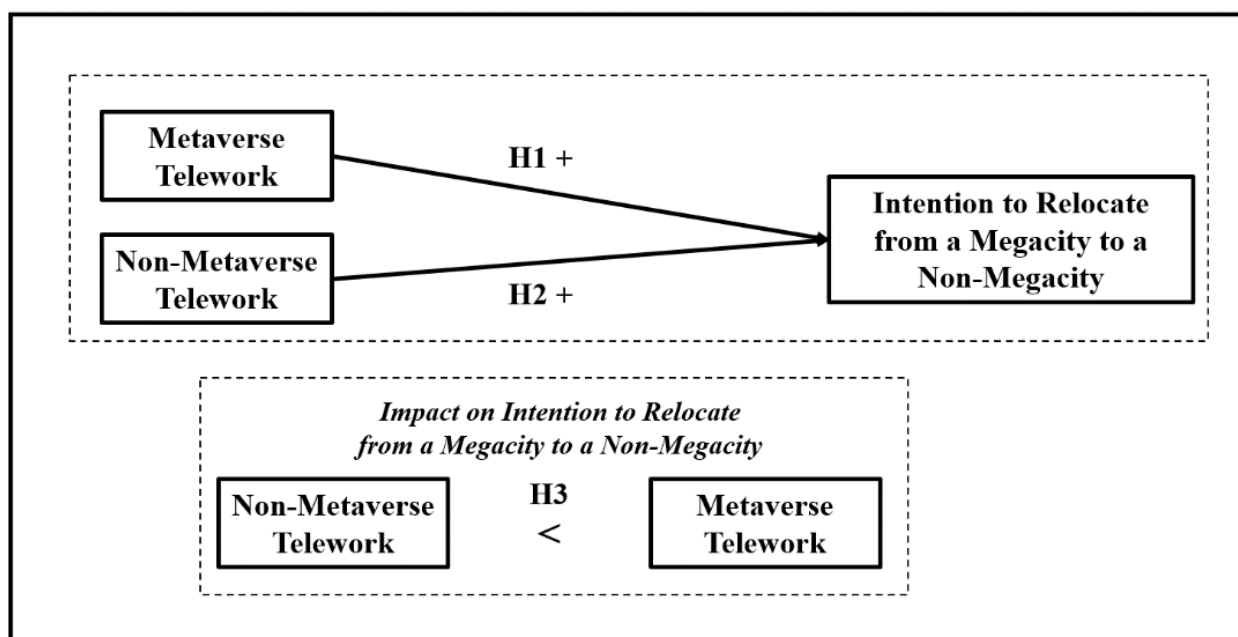 Metaverse
Telework
H1 +
Non-Metaverse
Telework
H2 +
Intention to Relocate
from a Megacity to a
Non-Megacity
Impact on Intention to Relocate
from a Megacity to a Non-Megacity
Non-Metaverse
Telework
H3
<
Metaverse
Telework